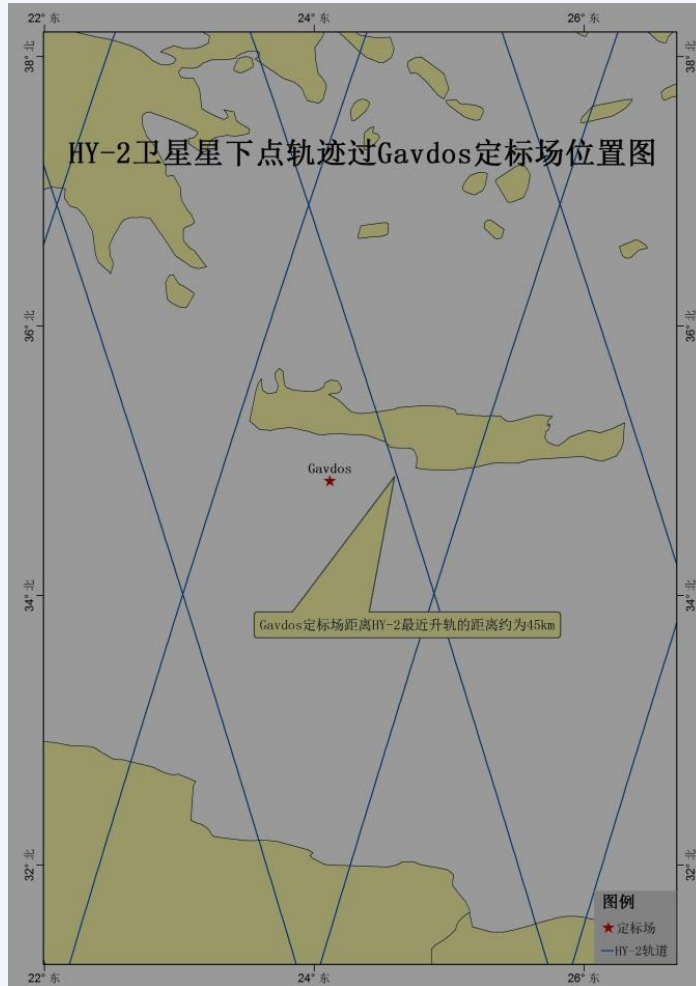 22° 东
24° 东
26° 东
38° 北
38° 北
HY-2卫星星下点轨迹过Gavdos定标场位置图
36° 北
36° 北
Gavdos
34° 北
34° 北
Gavdos定标场距离HY-2最近升轨的距离约为45km
32° 北
32° 北
图例
定标场
HY-2轨道
22° 东
24° 东
26° 东